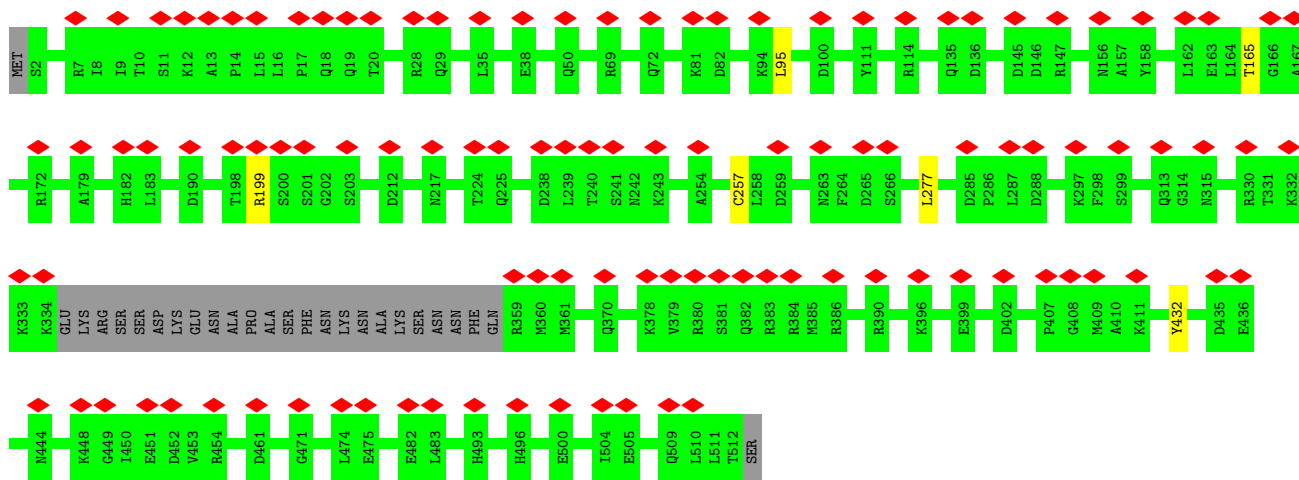 MET S2 R7 I8 I9 T10 S11 K12 A13 P14 L15 L16 P17 Q18 Q19 T20 R28 Q29 L35 E38 Q50 R69 Q72 K81 D82 K94 L95 D100 Y111 R114 Q135 D136 D145 D146 R147 N156 A157 Y158 L162 E163 L164 T165 G166 A167
R172 A179 H182 L183 D190 T198 R199 S200 S201 G202 S203 D212 N217 T224 Q225 D238 L239 T240 S241 N242 K243 A254 C257 L258 D259 N263 F264 D265 S266 L277 D285 P286 L287 D288 K297 F298 S299 Q313 G314 N315 R330 T331 K332
K333 K334 GLU LYS ARG SER SER ASP LYS GLU ASN ALA PRO ALA SER PHE ASN LYS ASN ALA LYS SER ASN ASN PHE GLN R359 M360 M361 Q370 K378 V379 R380 S381 Q382 R383 R384 M385 R386 R390 K396 E399 D402 P407 G408 M409 A410 K411 Y432 D435 E436
N444 K448 G449 I450 E451 D452 V453 R454 D461 G471 L474 E475 E482 L483 H493 H496 E500 I504 E505 Q509 L510 L511 T512 SER